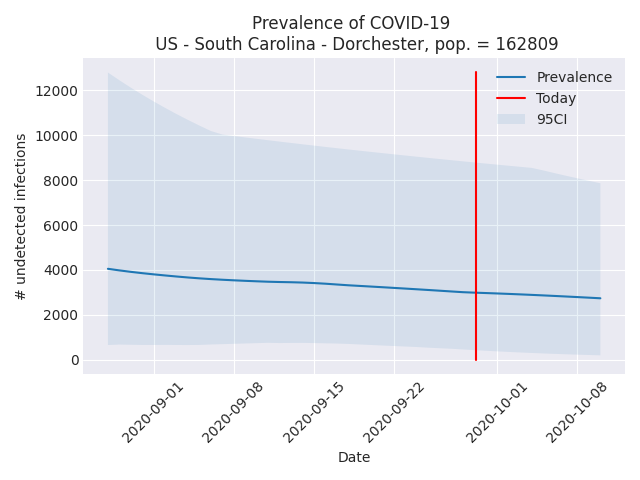 Prevalence of COVID-19
US - South Carolina - Dorchester, pop. = 162809
Prevalence
Today
95CI
12000
10000
8000
6000
4000
2000
0
# undetected infections
2020-09-01
2020-09-08
2020-09-15
2020-09-22
2020-10-01
2020-10-08
Date